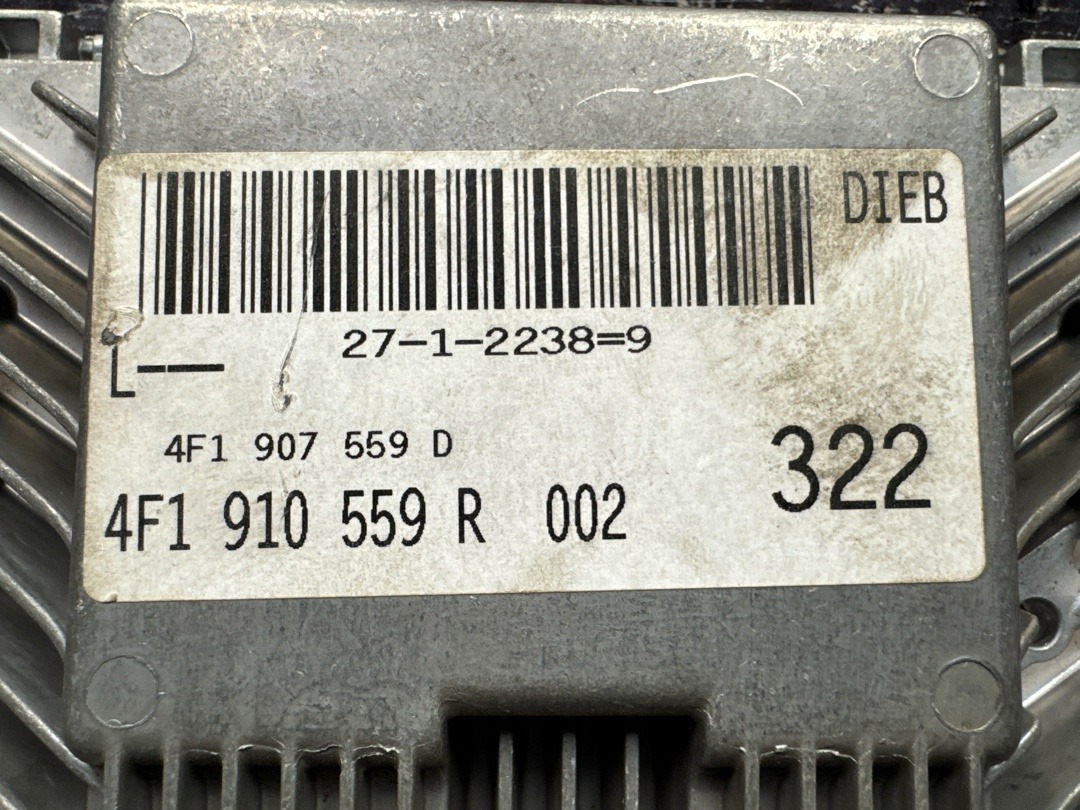 DIEB
27-1-2238=9
L--
4F1 907 559 D
322
4F1 910 559 R 002